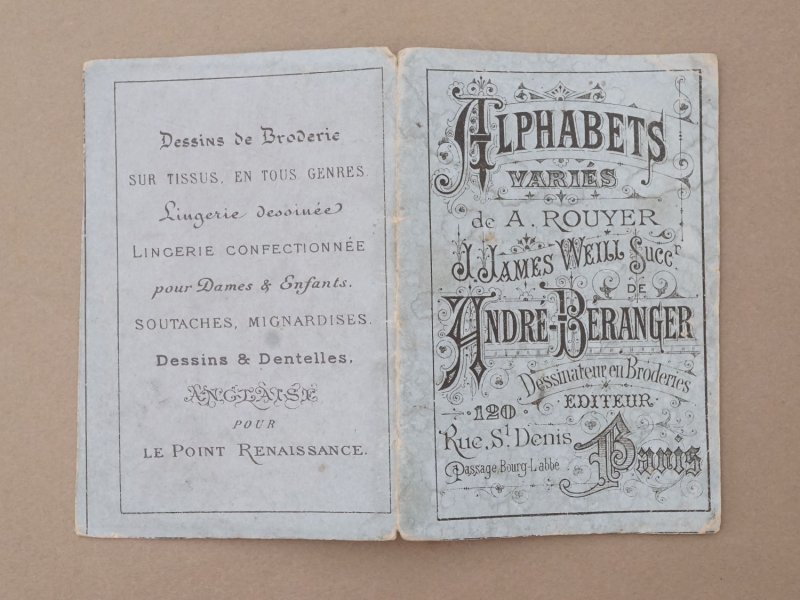 Dessins de Broderie
SUR TISSUS, EN TOUS GENRES.
Lingerie dessinée
LINGERIE CONFECTIONNÉE
pour Dames & Enfants.
SOUTACHES, MIGNARDISES.
Dessins & Dentelles,
ANGLAISE
POUR
LE POINT RENAISSANCE.
ALPHABETS
VARIÉS
de A. ROUYER
J. JAMES WEILL Succr.
DE
ANDRÉ-BERANGER
Dessinateur en Broderies
EDITEUR
120
Rue, St Denis
Passage, Bourg-Labbé
Paris